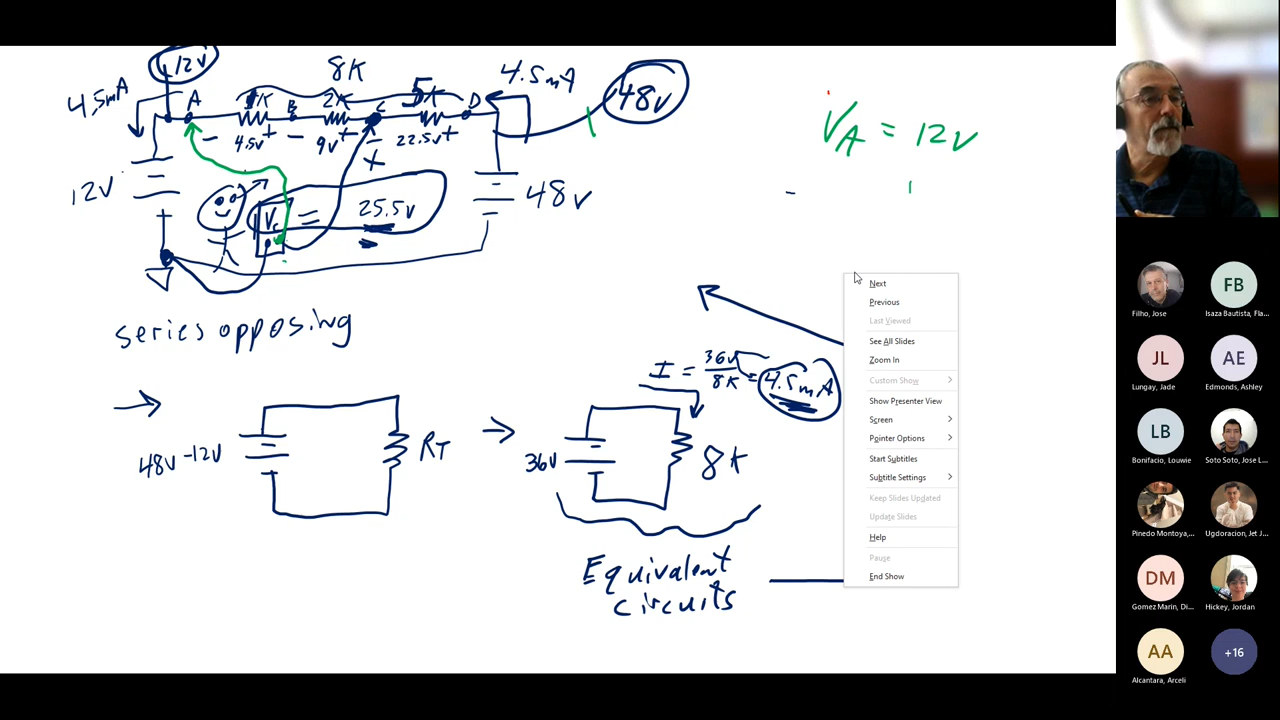 12V
8K
4.5mA
4.5mA
48V
A
1K
B
2K
C
5K
D
- 4.5V +
- 9V +
- 22.5V +
12V
+
48V
Vc = 25.5V
VA = 12V
series opposing
48V -12V
RT
36V
8K
I = 36V
8K = 4.5mA
Equivalent
circuits
Next
Previous
Last Viewed
See All Slides
Zoom In
Custom Show
Show Presenter View
Screen
Pointer Options
Start Subtitles
Subtitle Settings
Keep Slides Updated
Update Slides
Help
Pause
End Show
Filho, Jose
FB
Isaza Bautista, Fla...
JL
Lungay, Jade
AE
Edmonds, Ashley
LB
Bonifacio, Louwie
Soto Soto, Jose L...
Pinedo Montoya,...
Ugdoracion, Jet J...
DM
Gomez Marin, Di...
Hickey, Jordan
AA
Alcantara, Arceli
+16